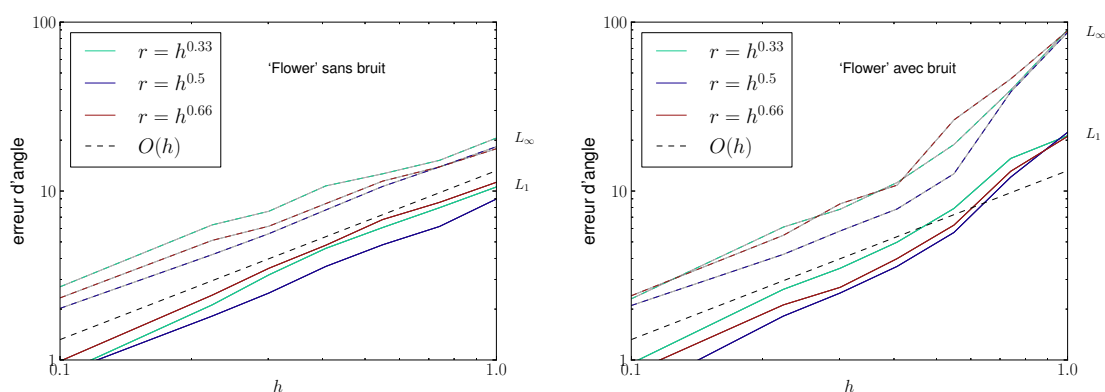 100
10
1
erreur d'angle
r = h^0.33
r = h^0.5
r = h^0.66
O(h)
'Flower' sans bruit
L∞
L1
0.1
h
1.0
100
10
1
erreur d'angle
r = h^0.33
r = h^0.5
r = h^0.66
O(h)
'Flower' avec bruit
L∞
L1
0.1
h
1.0